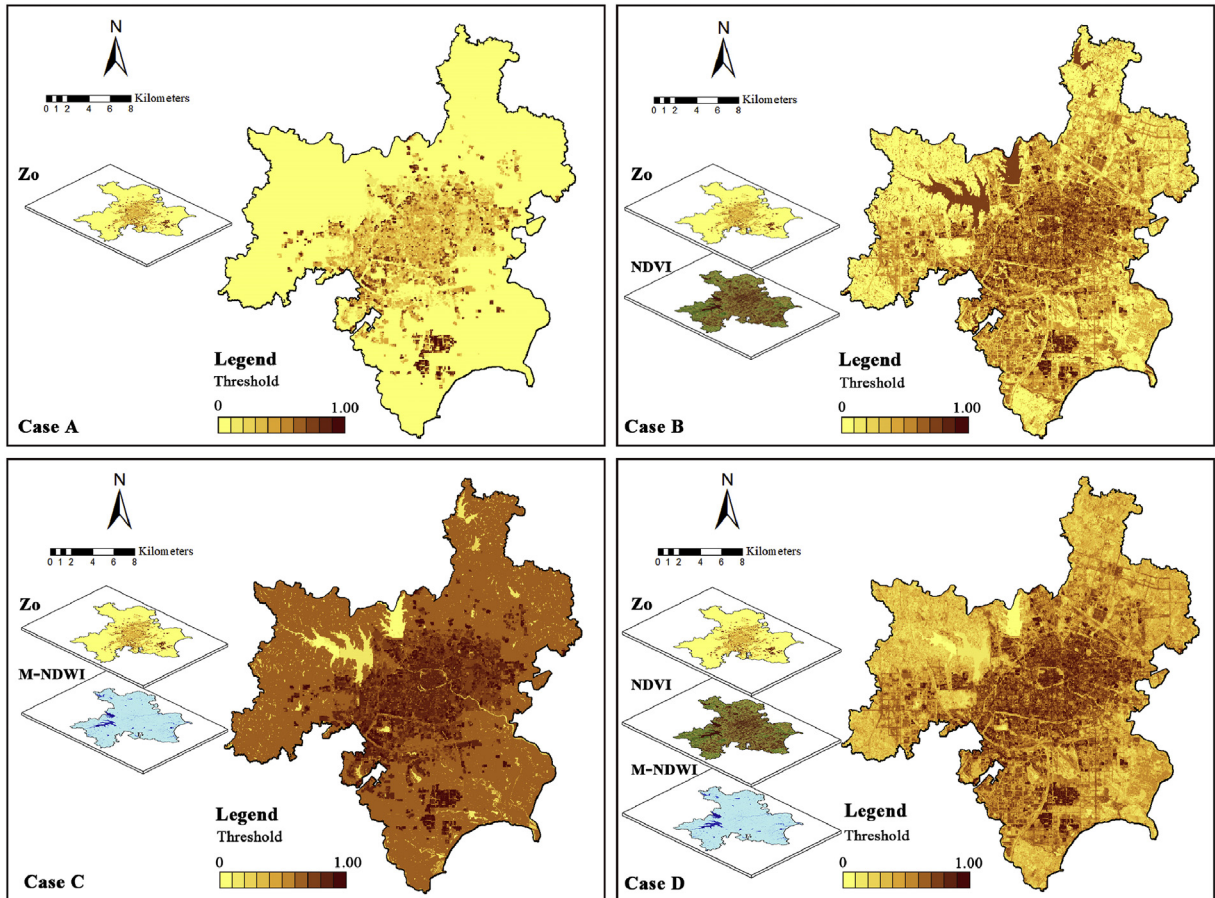 N
0 1 2 4 6 8 Kilometers
Zo
Legend
Threshold
0 1.00
Case A
N
0 1 2 4 6 8 Kilometers
Zo
NDVI
Legend
Threshold
0 1.00
Case B
N
0 1 2 4 6 8 Kilometers
Zo
M-NDWI
Legend
Threshold
0 1.00
Case C
N
0 1 2 4 6 8 Kilometers
Zo
NDVI
M-NDWI
Legend
Threshold
0 1.00
Case D